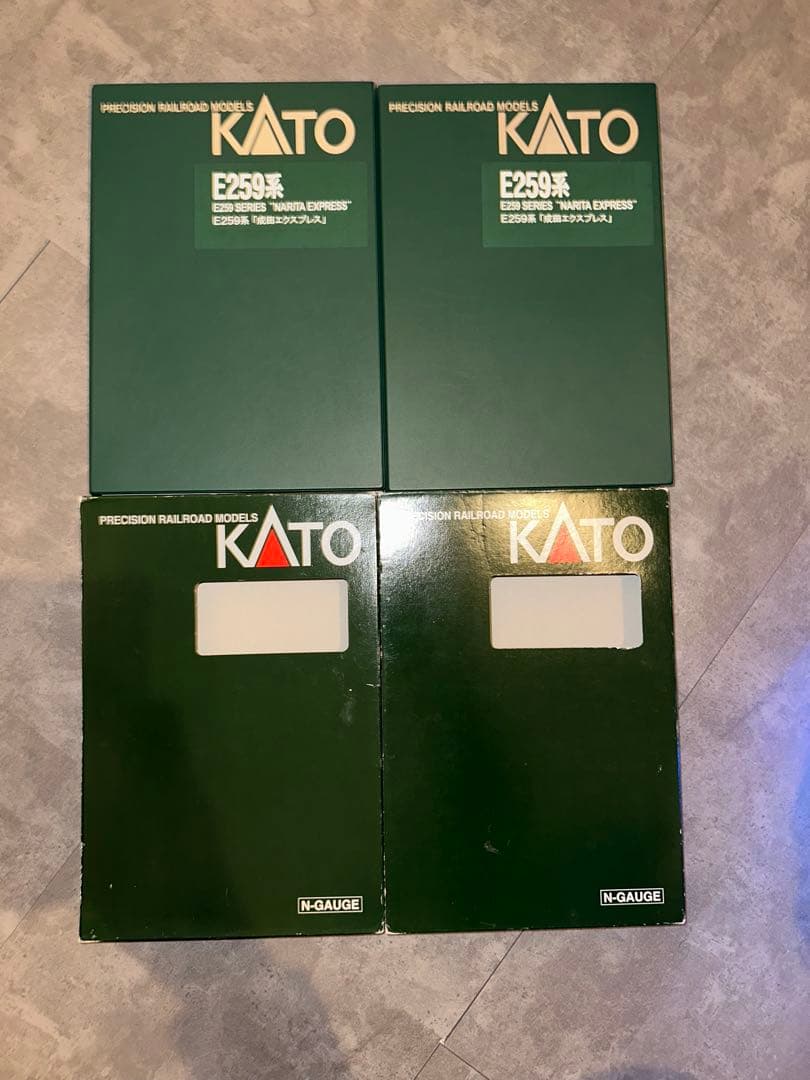 PRECISION RAILROAD MODELS
KATO
E259系
E259 SERIES "NARITA EXPRESS"
E259系「成田エクスプレス」
PRECISION RAILROAD MODELS
KATO
E259系
E259 SERIES "NARITA EXPRESS"
E259系「成田エクスプレス」
PRECISION RAILROAD MODELS
KATO
N-GAUGE
PRECISION RAILROAD MODELS
KATO
N-GAUGE